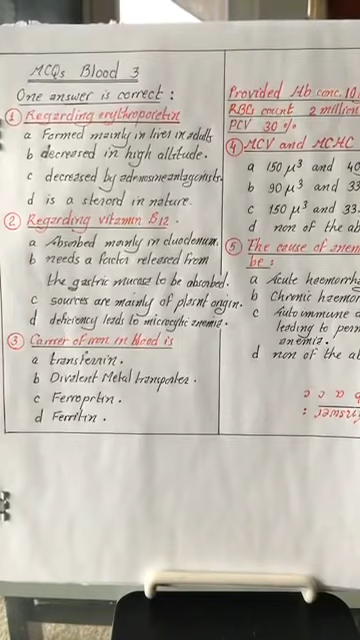 MCQs Blood 3
One answer is correct :
① Regarding erythropoietin
a Formed mainly in liver in adults
b decreased in high altitude.
c decreased by adenosine antagonists.
d is a steroid in nature.
② Regarding vitamin B12.
a Absorbed mainly in duodenum.
b needs a factor released from
the gastric mucosa to be absorbed.
c sources are mainly of plant origin.
d deficiency leads to microcytic anemia.
③ Carrier of iron in blood is
a transferrin.
b Divalent Metal transporter.
c Ferroprtin.
d Ferritin.
Provided Hb conc. 10
RBCs count 2 million
PCV 30 %
④ MCV and MCHC
a 150 μ³ and 40
b 90 μ³ and 33
c 150 μ³ and 33.
d non of the ab
⑤ The cause of anem
be :
a Acute haemorrha
b Chronic haemor
c Autoimmune d
leading to pern
anemia.
d non of the ab